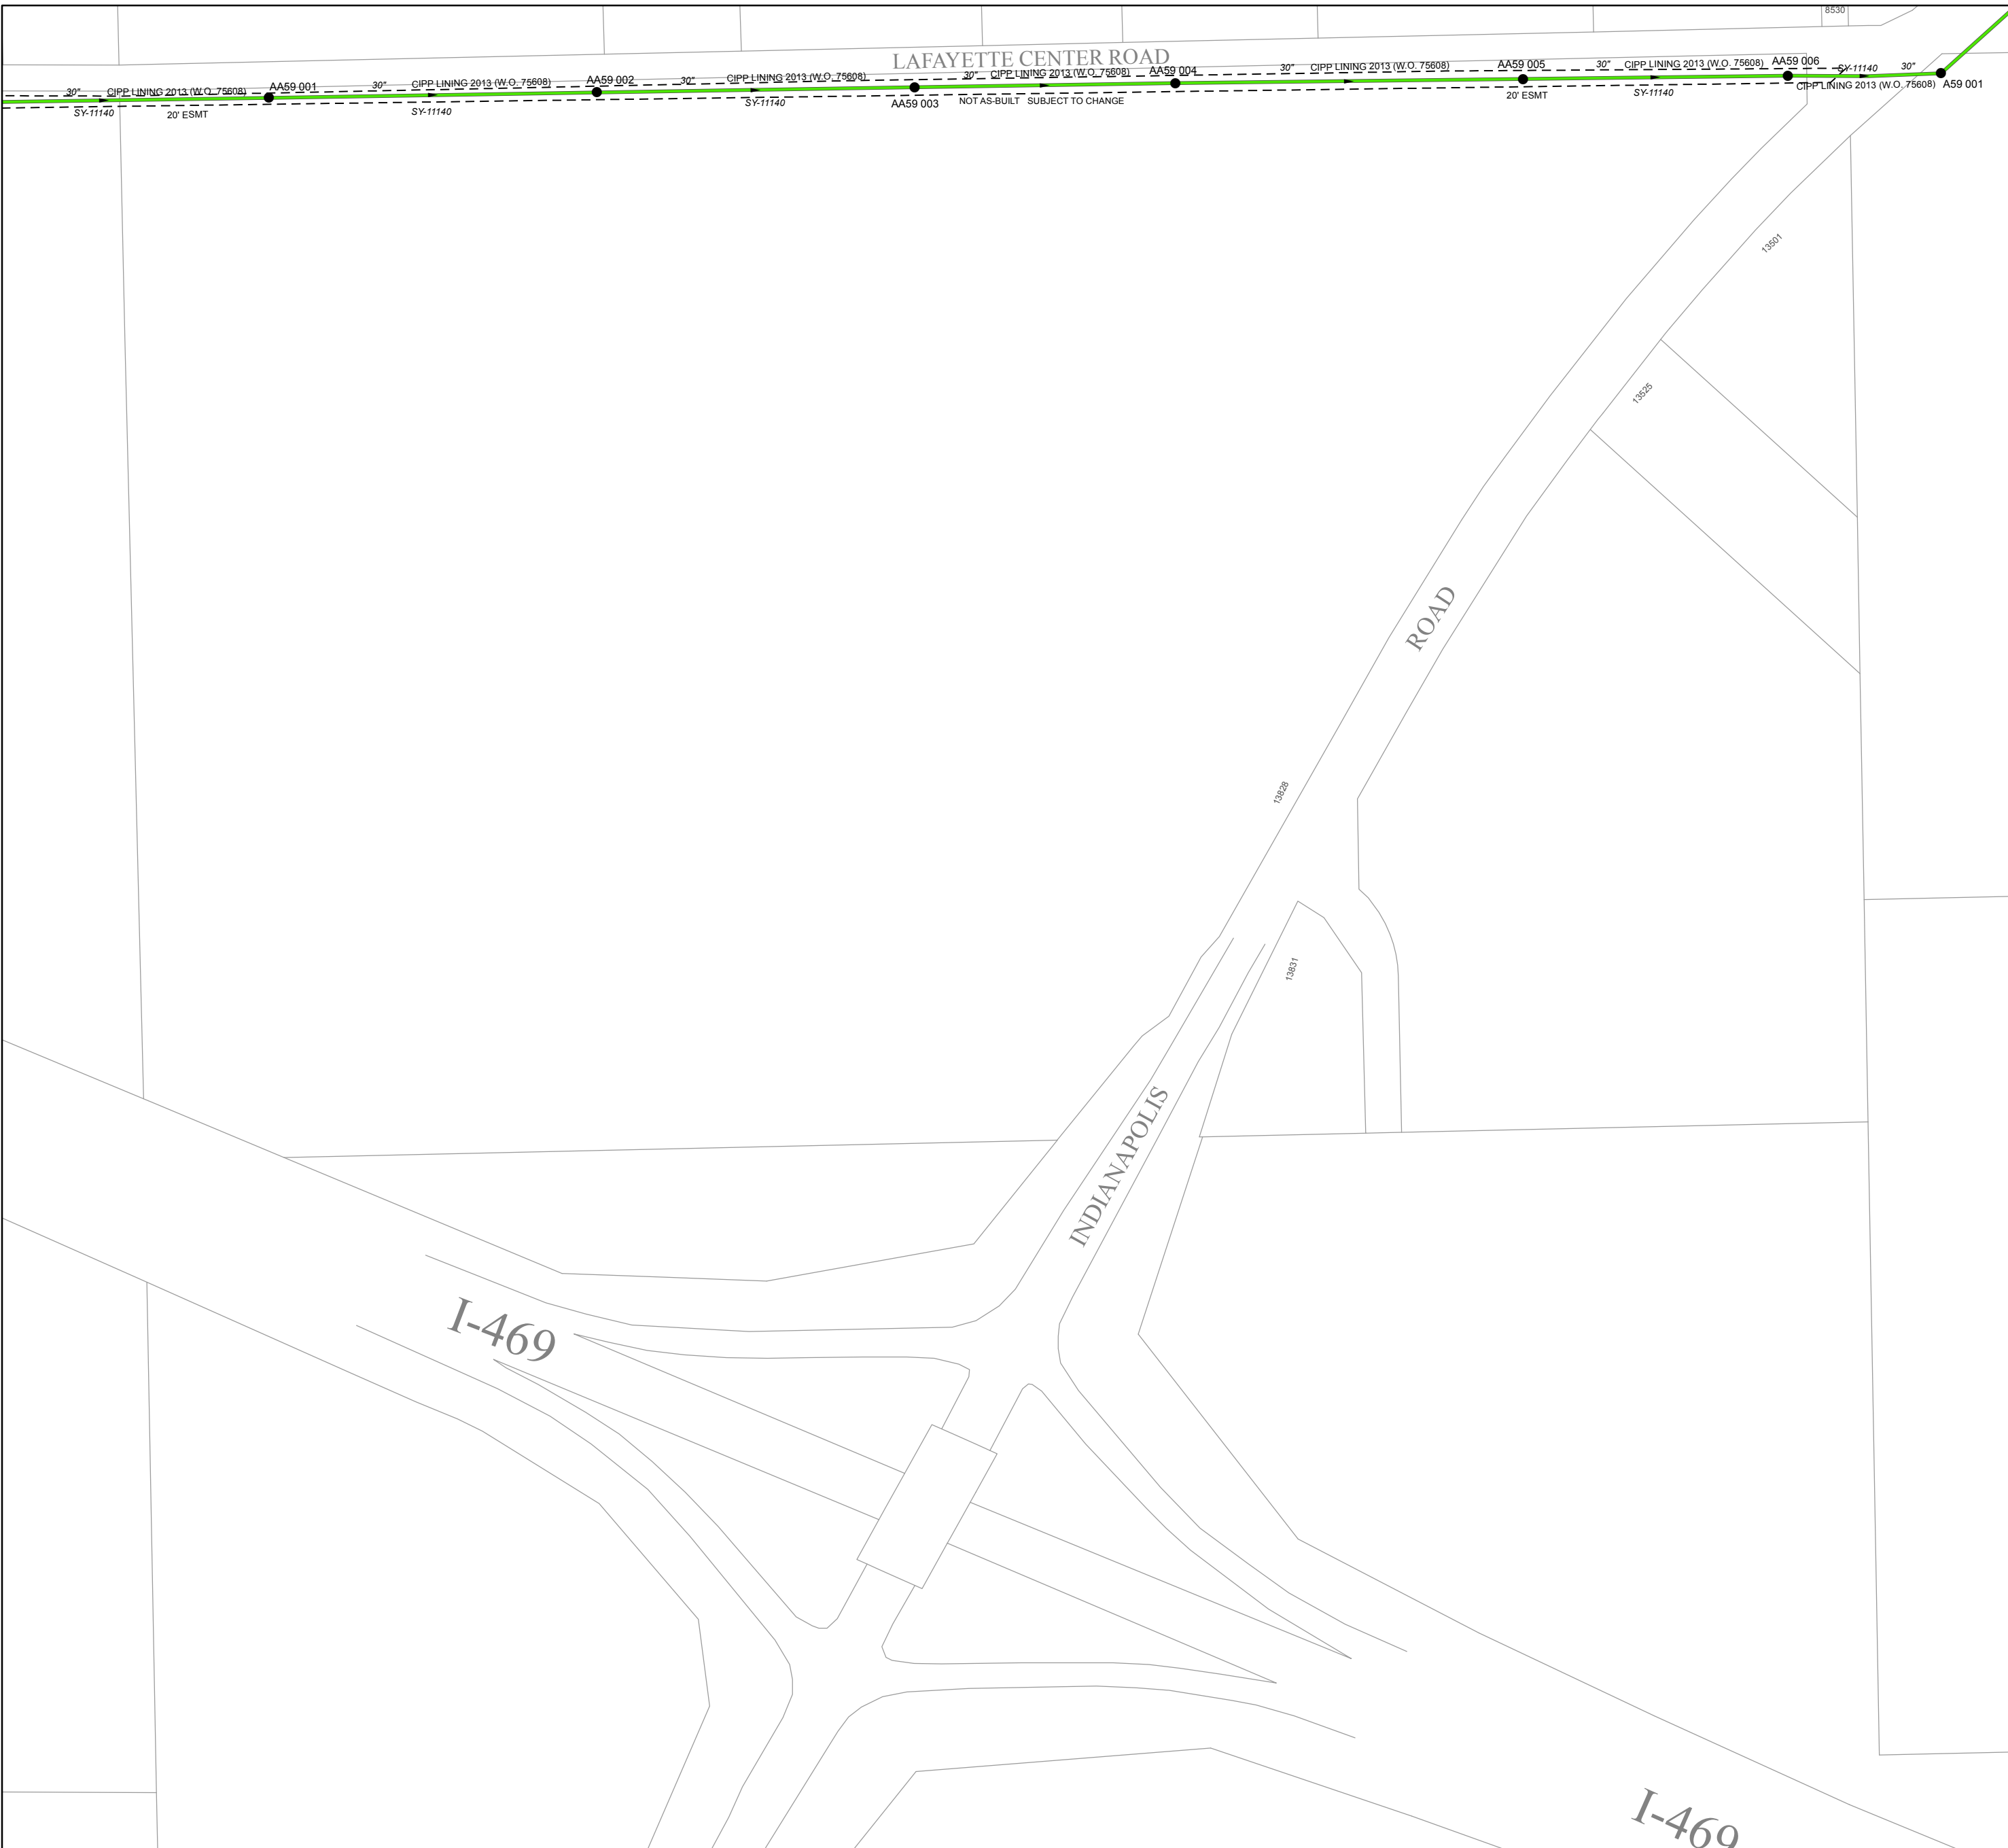 8530
LAFAYETTE CENTER ROAD
30" CIPP LINING 2013 (W.O. 75608)
AA59 001
30" CIPP LINING 2013 (W.O. 75608)
AA59 002
30" CIPP LINING 2013 (W.O. 75608)
AA59 003
30" CIPP LINING 2013 (W.O. 75608)
AA59 004
30" CIPP LINING 2013 (W.O. 75608)
AA59 005
30" CIPP LINING 2013 (W.O. 75608)
AA59 006
SY-11140
30"
CIPP LINING 2013 (W.O. 75608)
A59 001
SY-11140
20' ESMT
SY-11140
SY-11140
NOT AS-BUILT SUBJECT TO CHANGE
20' ESMT
SY-11140
13501
13525
ROAD
13828
13831
INDIANAPOLIS
I-469
I-469